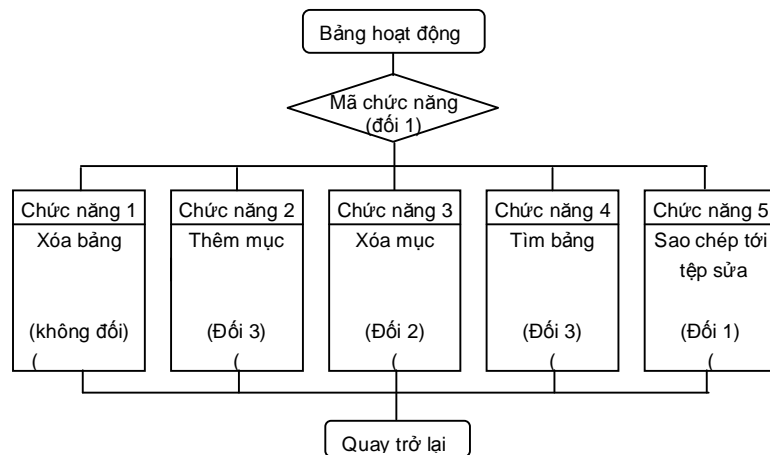 Bảng hoạt động
Mã chức năng
(đối 1)
Chức năng 1
Xóa bảng
(không đối)
(
Chức năng 2
Thêm mục
(Đối 3)
(
Chức năng 3
Xóa mục
(Đối 2)
(
Chức năng 4
Tìm bảng
(Đối 3)
(
Chức năng 5
Sao chép tới
tệp sửa
(Đối 1)
(
Quay trở lại